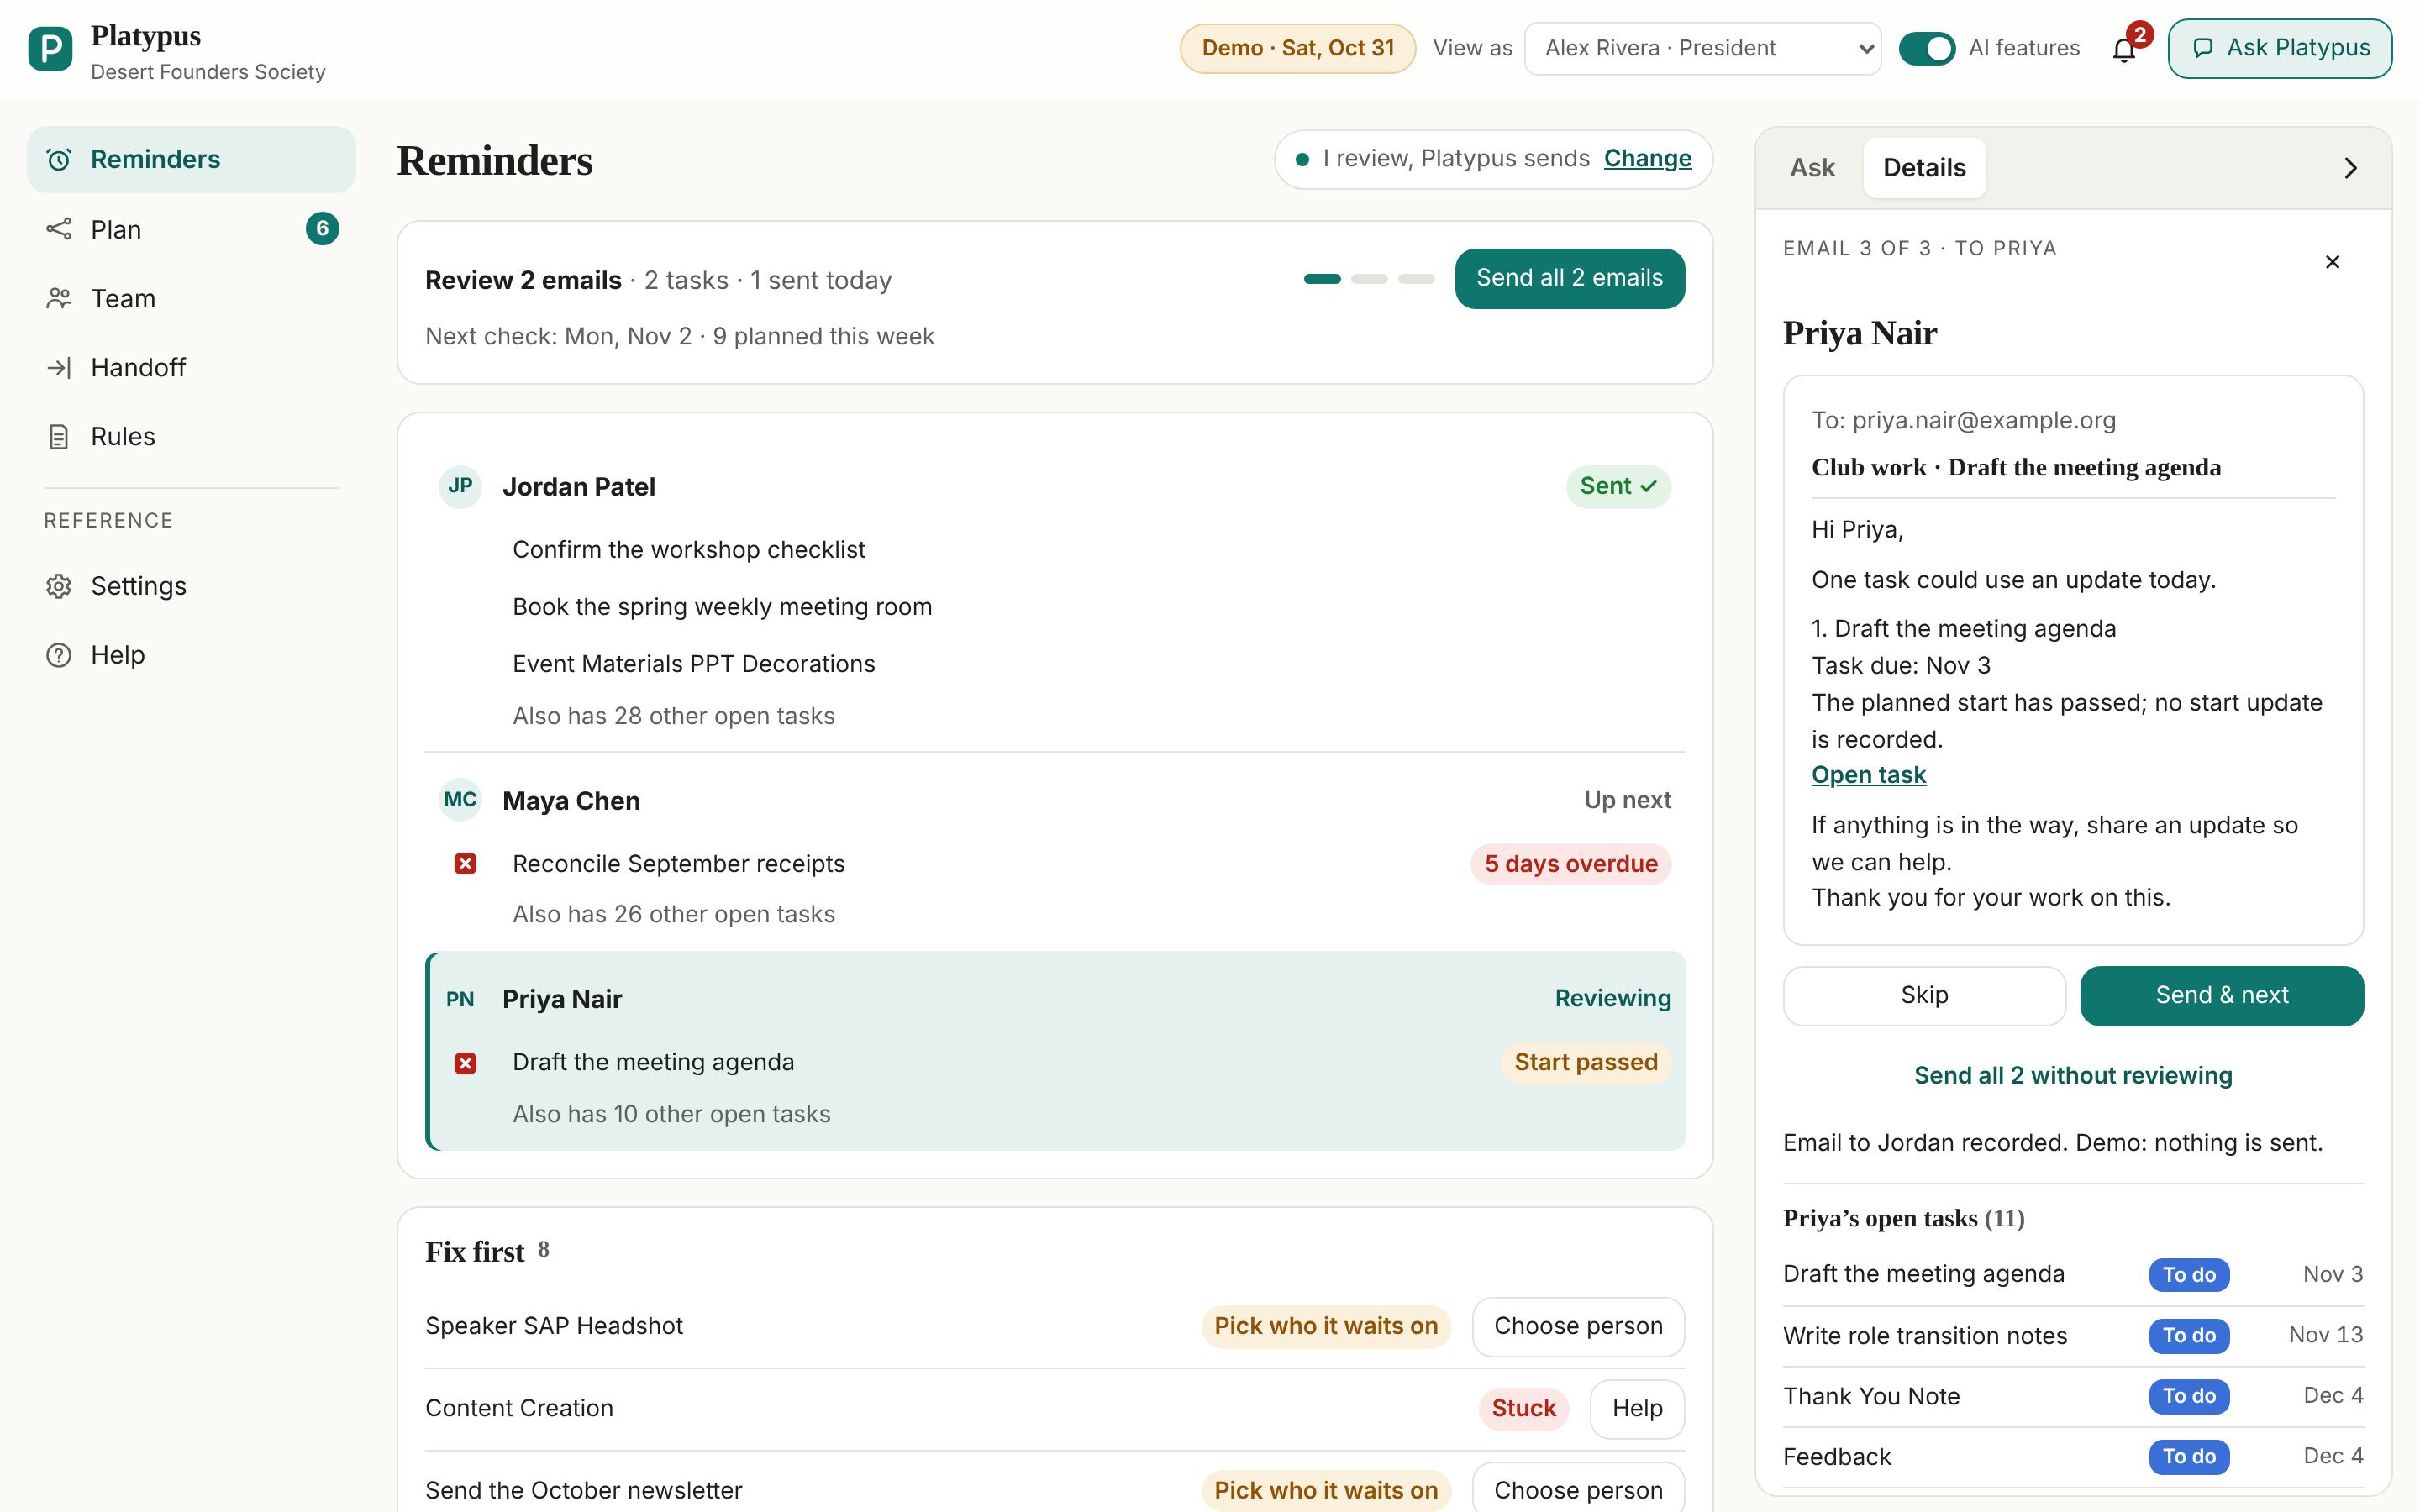 Platypus
Desert Founders Society
Demo · Sat, Oct 31
View as
Alex Rivera · President
AI features
2
Ask Platypus
Reminders
Plan
6
Team
Handoff
Rules
REFERENCE
Settings
Help
Reminders
I review, Platypus sends Change
Review 2 emails · 2 tasks · 1 sent today
Send all 2 emails
Next check: Mon, Nov 2 · 9 planned this week
JP
Jordan Patel
Sent ✓
Confirm the workshop checklist
Book the spring weekly meeting room
Event Materials PPT Decorations
Also has 28 other open tasks
MC
Maya Chen
Up next
Reconcile September receipts
5 days overdue
Also has 26 other open tasks
PN
Priya Nair
Reviewing
Draft the meeting agenda
Start passed
Also has 10 other open tasks
Fix first 8
Speaker SAP Headshot
Pick who it waits on
Choose person
Content Creation
Stuck
Help
Send the October newsletter
Pick who it waits on
Choose person
Ask
Details
EMAIL 3 OF 3 · TO PRIYA
Priya Nair
To: priya.nair@example.org
Club work · Draft the meeting agenda
Hi Priya,
One task could use an update today.
1. Draft the meeting agenda
Task due: Nov 3
The planned start has passed; no start update
is recorded.
Open task
If anything is in the way, share an update so
we can help.
Thank you for your work on this.
Skip
Send & next
Send all 2 without reviewing
Email to Jordan recorded. Demo: nothing is sent.
Priya’s open tasks (11)
Draft the meeting agenda
To do
Nov 3
Write role transition notes
To do
Nov 13
Thank You Note
To do
Dec 4
Feedback
To do
Dec 4